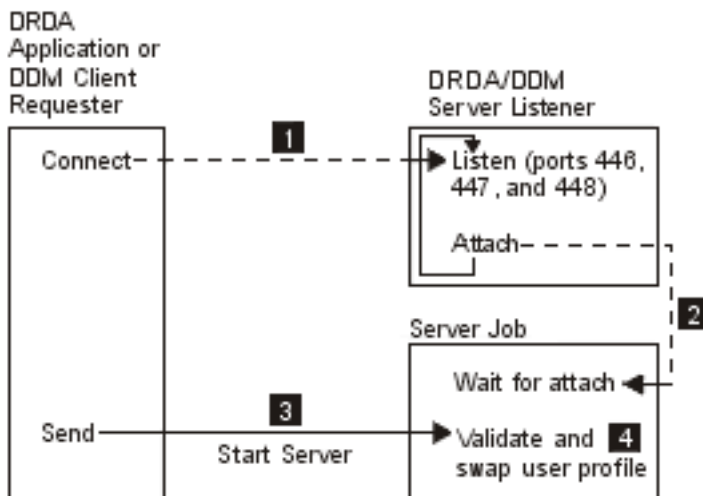 DRDA
Application or
DDM Client
Requester
DRDA/DDM
Server Listener
1
Connect
Listen (ports 446,
447, and 448)
Attach
2
Server Job
Wait for attach
3
Send
Start Server
Validate and 4
swap user profile